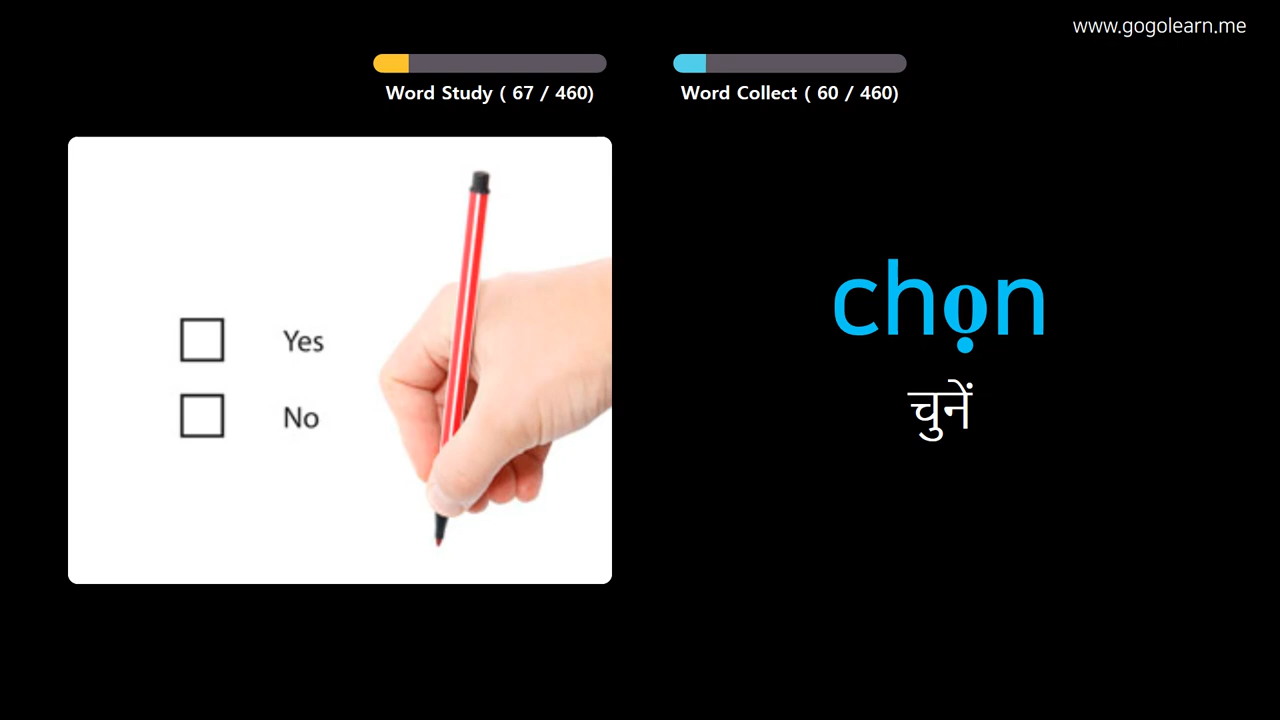 www.gogolearn.me
Word Study ( 67 / 460)
Word Collect ( 60 / 460)
Yes
No
chọn
चुनें